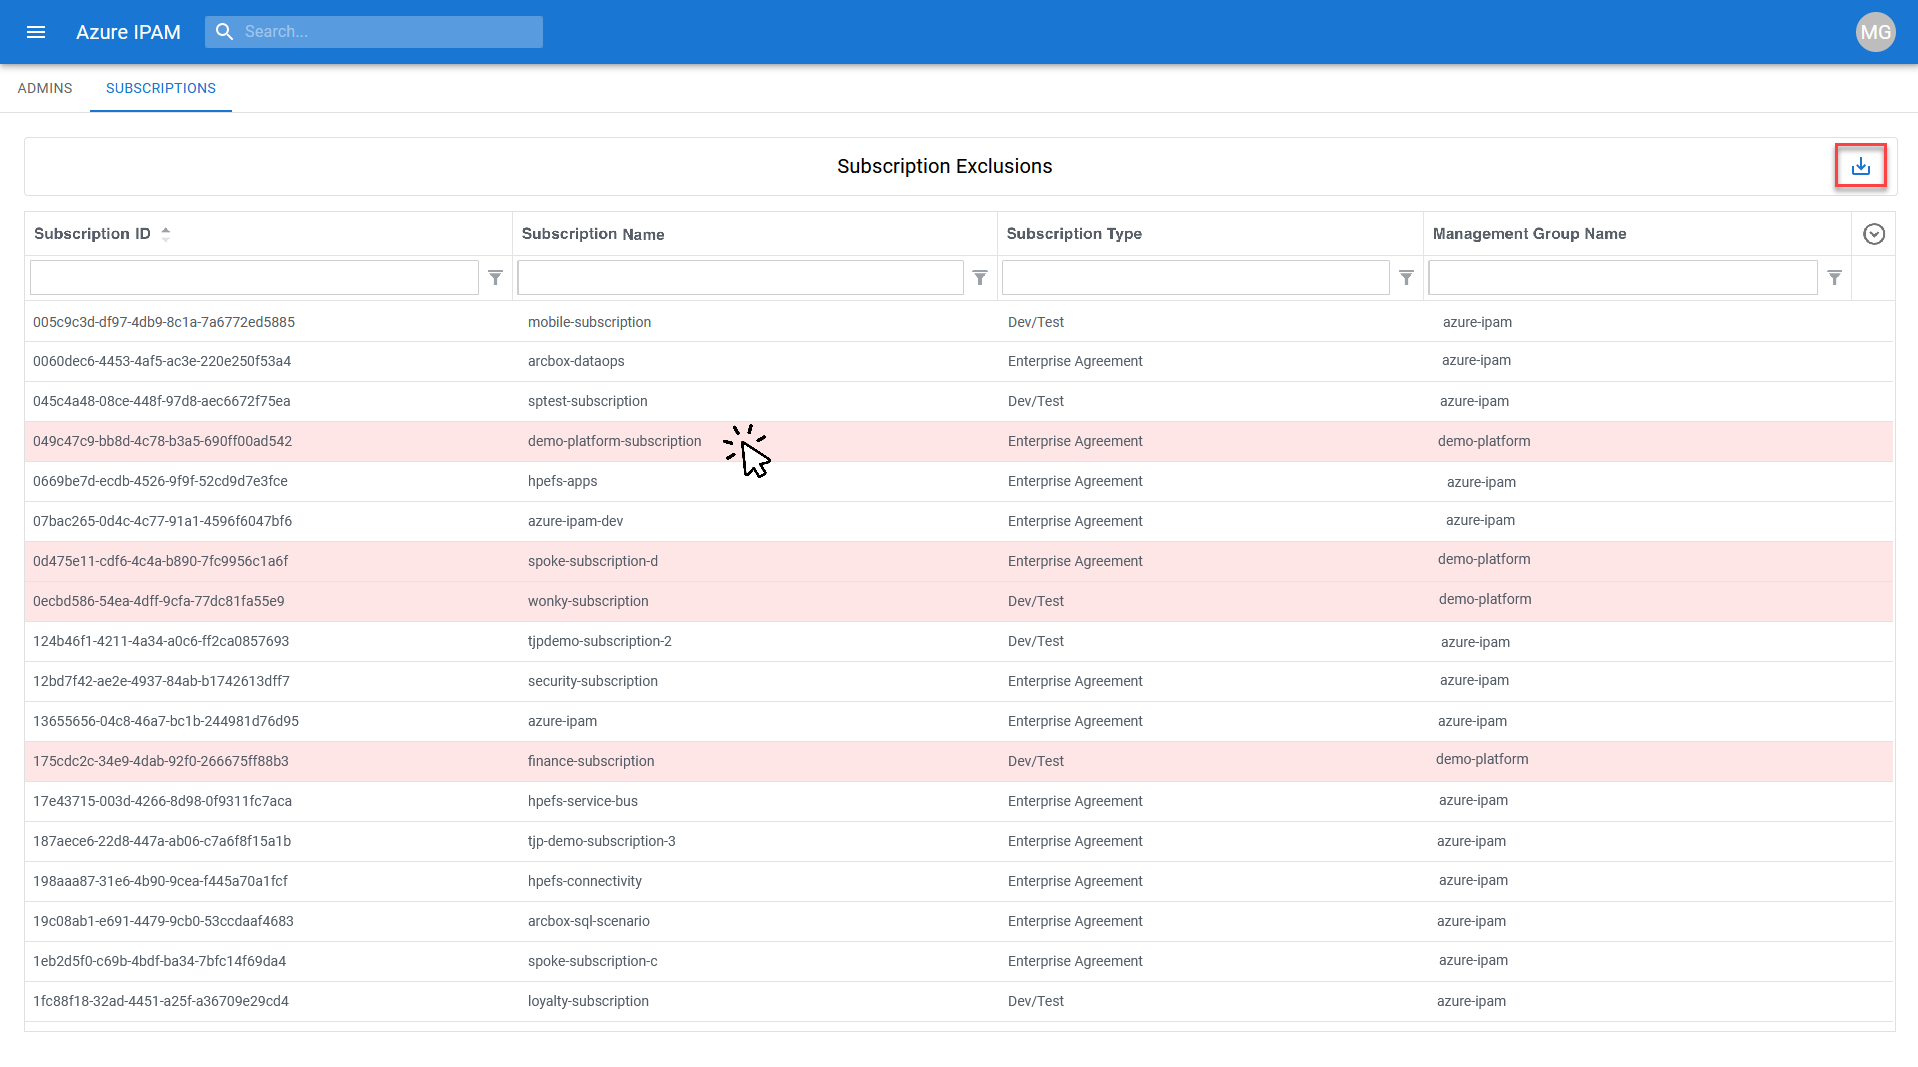 Azure IPAM Search... MG
ADMINS SUBSCRIPTIONS
Subscription Exclusions
Subscription ID Subscription Name Subscription Type Management Group Name
005c9c3d-df97-4db9-8c1a-7a6772ed5885 mobile-subscription Dev/Test azure-ipam
0060dec6-4453-4af5-ac3e-220e250f53a4 arcbox-dataops Enterprise Agreement azure-ipam
045c4a48-08ce-448f-97d8-aec6672f75ea sptest-subscription Dev/Test azure-ipam
049c47c9-bb8d-4c78-b3a5-690ff00ad542 demo-platform-subscription Enterprise Agreement demo-platform
0669be7d-ecdb-4526-9f9f-52cd9d7e3fce hpefs-apps Enterprise Agreement azure-ipam
07bac265-0d4c-4c77-91a1-4596f6047bf6 azure-ipam-dev Enterprise Agreement azure-ipam
0d475e11-cdf6-4c4a-b890-7fc9956c1a6f spoke-subscription-d Enterprise Agreement demo-platform
0ecbd586-54ea-4dff-9cfa-77dc81fa55e9 wonky-subscription Dev/Test demo-platform
124b46f1-4211-4a34-a0c6-ff2ca0857693 tjpdemo-subscription-2 Dev/Test azure-ipam
12bd7f42-ae2e-4937-84ab-b1742613dff7 security-subscription Enterprise Agreement azure-ipam
13655656-04c8-46a7-bc1b-244981d76d95 azure-ipam Enterprise Agreement azure-ipam
175cdc2c-34e9-4dab-92f0-266675ff88b3 finance-subscription Dev/Test demo-platform
17e43715-003d-4266-8d98-0f9311fc7aca hpefs-service-bus Enterprise Agreement azure-ipam
187aece6-22d8-447a-ab06-c7a6f8f15a1b tjp-demo-subscription-3 Enterprise Agreement azure-ipam
198aaa87-31e6-4b90-9cea-f445a70a1fcf hpefs-connectivity Enterprise Agreement azure-ipam
19c08ab1-e691-4479-9cb0-53ccdaaf4683 arcbox-sql-scenario Enterprise Agreement azure-ipam
1eb2d5f0-c69b-4bdf-ba34-7bfc14f69da4 spoke-subscription-c Enterprise Agreement azure-ipam
1fc88f18-32ad-4451-a25f-a36709e29cd4 loyalty-subscription Dev/Test azure-ipam